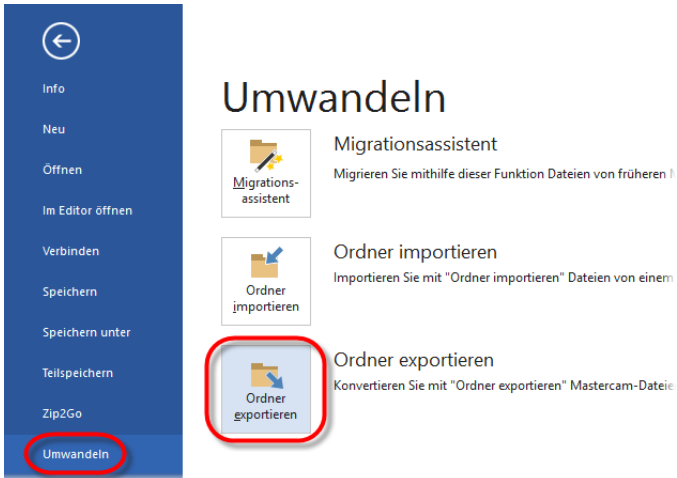 Info
Neu
Öffnen
Im Editor öffnen
Verbinden
Speichern
Speichern unter
Teilspeichern
Zip2Go
Umwandeln
Umwandeln
Migrations-
assistent
Migrationsassistent
Migrieren Sie mithilfe dieser Funktion Dateien von früheren
Ordner
importieren
Ordner importieren
Importieren Sie mit "Ordner importieren" Dateien von einem
Ordner
exportieren
Ordner exportieren
Konvertieren Sie mit "Ordner exportieren" Mastercam-Dateie